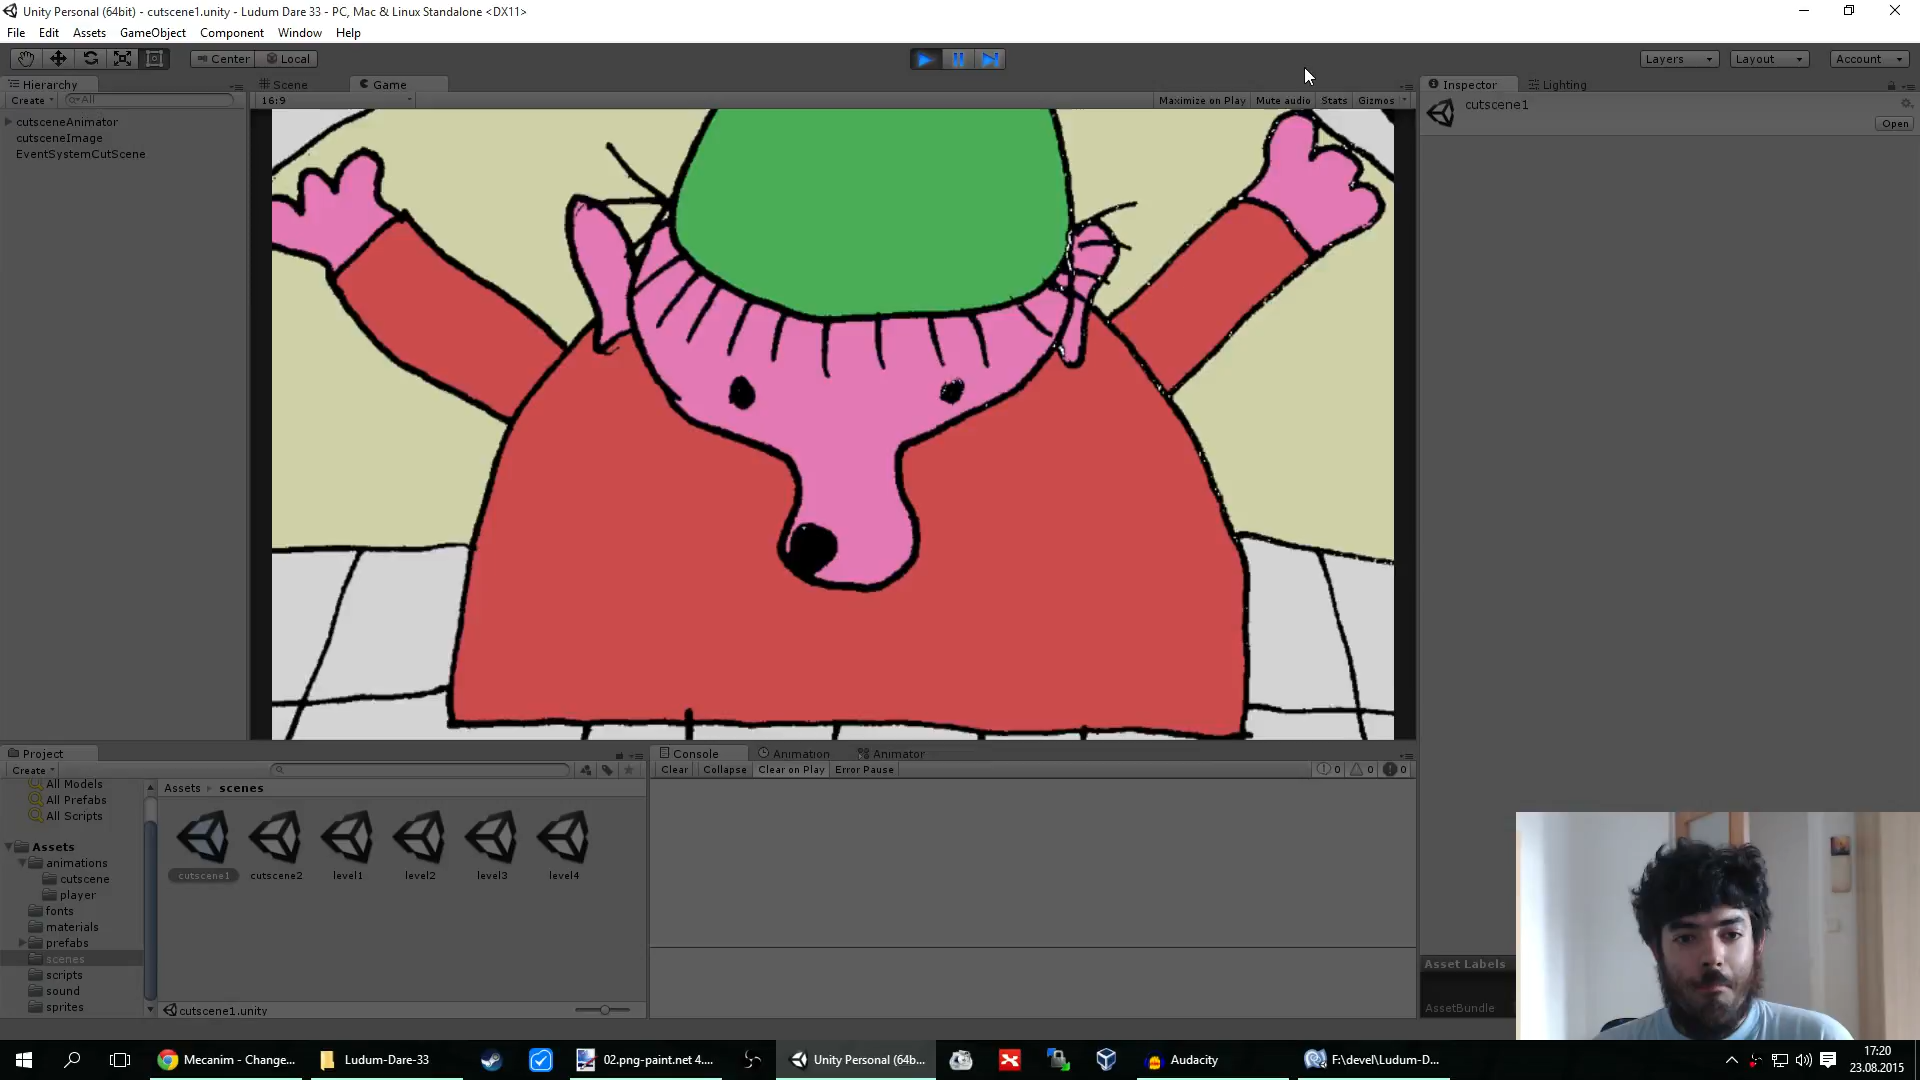 Unity Personal (64bit) - cutscene1.unity - Ludum Dare 33 - PC, Mac & Linux Standalone <DX11>
File Edit Assets GameObject Component Window Help
Center Local Layers Layout Account
Hierarchy Scene Game Inspector Lighting
Create All 16:9 Maximize on Play Mute audio Stats Gizmos cutscene1
Open
cutsceneAnimator
cutsceneImage
EventSystemCutScene
Project Console Animation Animator
Create Clear Collapse Clear on Play Error Pause 0 0 0
All Models
All Prefabs
All Scripts
Assets scenes
Assets
animations
cutscene
player
fonts
materials
prefabs
scenes
scripts
sound
sprites
cutscene1 cutscene2 level1 level2 level3 level4
cutscene1.unity
Asset Labels
AssetBundle
Mecanim - Change... Ludum-Dare-33 02.png-paint.net 4.... Unity Personal (64b... Audacity F:\devel\Ludum-D...
17:20
23.08.2015